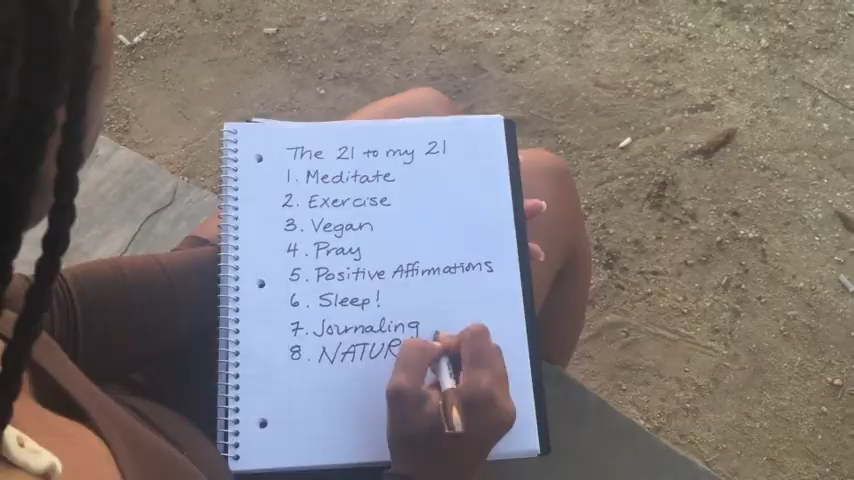 The 21 to my 21
1. Meditate
2. Exercise
3. Vegan
4. Pray
5. Positive Affirmations
6. Sleep!
7. Journaling
8. NATUR